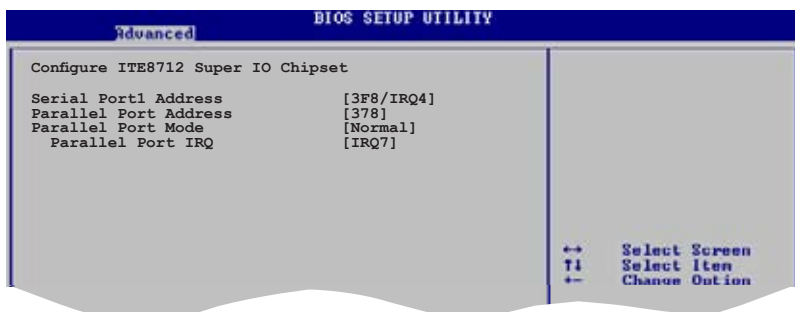 BIOS SETUP UTILITY
Advanced
Configure ITE8712 Super IO Chipset
Serial Port1 Address [3F8/IRQ4]
Parallel Port Address [378]
Parallel Port Mode [Normal]
Parallel Port IRQ [IRQ7]
↔ Select Screen
↑↓ Select Item
+- Change Option